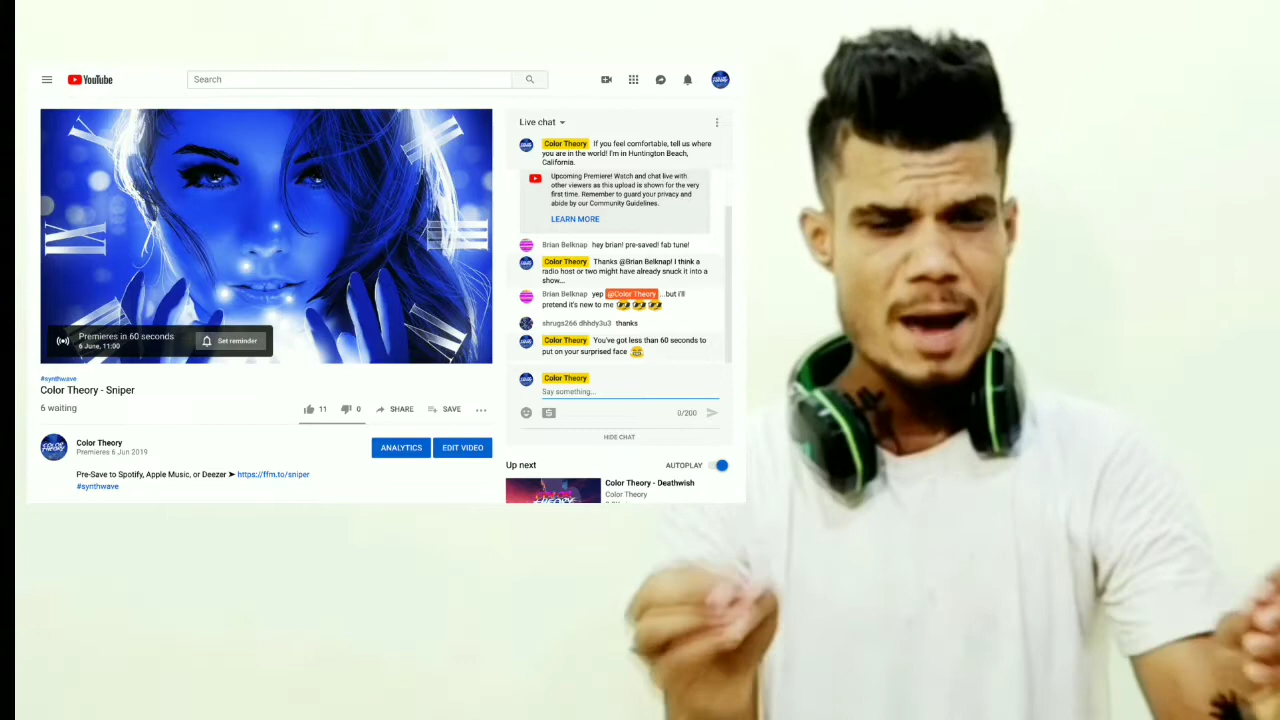 YouTube
Search
Premieres in 60 seconds
6 June, 11:00
Set reminder
#synthwave
Color Theory - Sniper
6 waiting
11
0
SHARE
SAVE
Color Theory
Premieres 6 Jun 2019
ANALYTICS
EDIT VIDEO
Pre-Save to Spotify, Apple Music, or Deezer ➤ https://ffm.to/sniper
#synthwave
Live chat
Color Theory If you feel comfortable, tell us where
you are in the world! I'm in Huntington Beach,
California.
Upcoming Premiere! Watch and chat live with
other viewers as this upload is shown for the very
first time. Remember to guard your privacy and
abide by our Community Guidelines.
LEARN MORE
Brian Belknap hey brian! pre-saved! fab tune!
Color Theory Thanks @Brian Belknap! I think a
radio host or two might have already snuck it into a
show...
Brian Belknap yep @Color Theory ...but i'll
pretend it's new to me 😎 😎 😎
shrugs266 dhhdy3u3 thanks
Color Theory You've got less than 60 seconds to
put on your surprised face 😂
Color Theory
Say something...
0/200
HIDE CHAT
Up next
AUTOPLAY
Color Theory - Deathwish
Color Theory